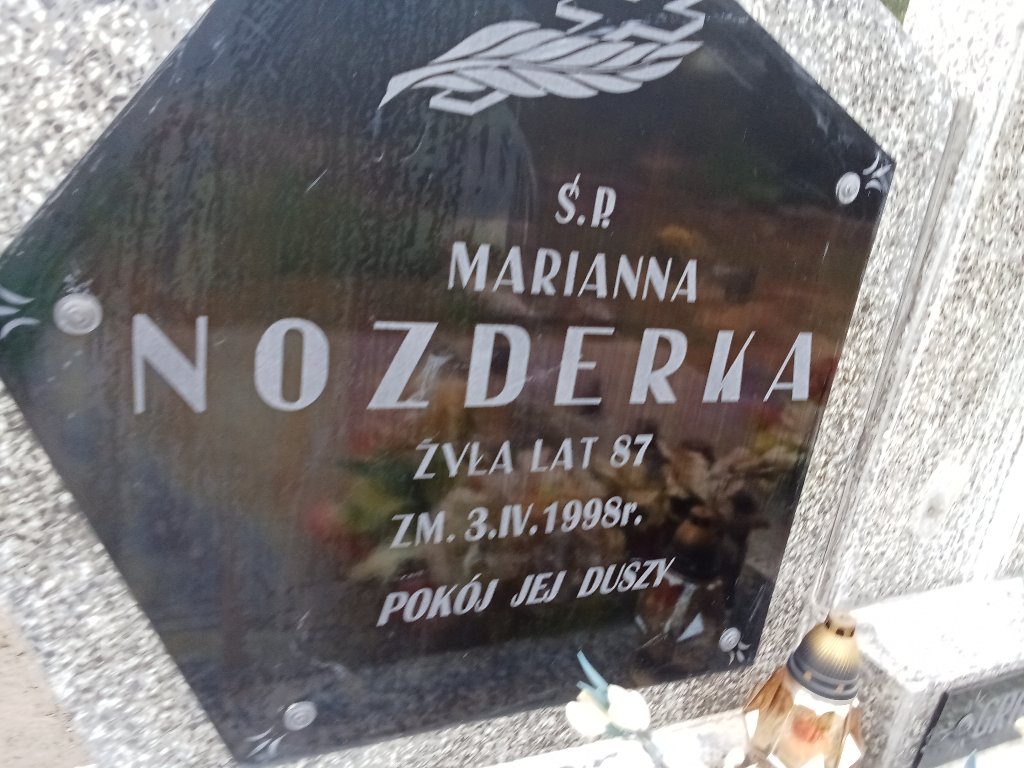 Ś.P.
MARIANNA
NOZDERKA
ŻYŁA LAT 87
ZM. 3.IV.1998r.
POKÓJ JEJ DUSZY